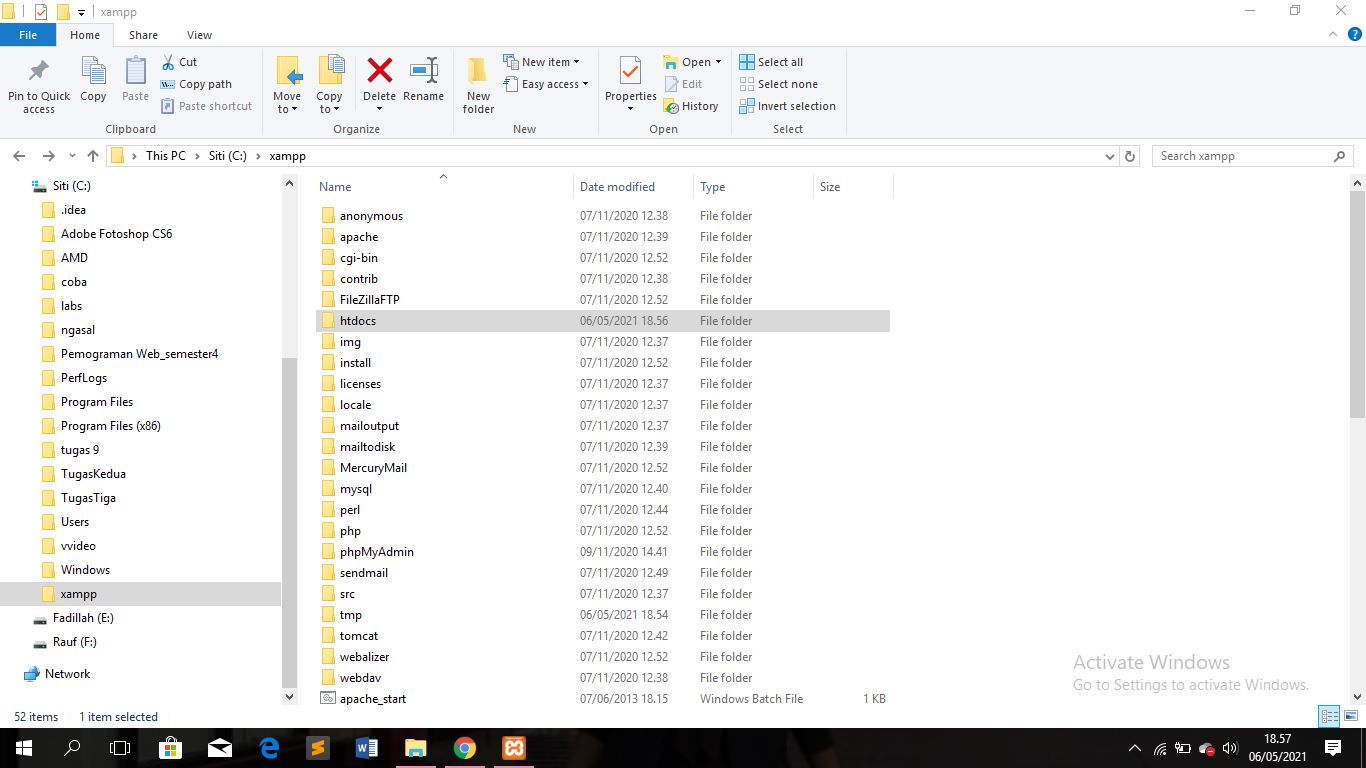 xampp
File Home Share View
Pin to Quick access
Copy
Paste
Cut
Copy path
Paste shortcut
Clipboard
Move to
Copy to
Delete
Rename
Organize
New folder
New item
Easy access
New
Properties
Open
Edit
History
Open
Select all
Select none
Invert selection
Select
This PC > Siti (C:) > xampp
Search xampp
Siti (C:)
.idea
Adobe Fotoshop CS6
AMD
coba
labs
ngasal
Pemograman Web_semester4
PerfLogs
Program Files
Program Files (x86)
tugas 9
TugasKedua
TugasTiga
Users
vvideo
Windows
xampp
Fadillah (E:)
Rauf (F:)
Network
Name Date modified Type Size
anonymous 07/11/2020 12.38 File folder
apache 07/11/2020 12.39 File folder
cgi-bin 07/11/2020 12.52 File folder
contrib 07/11/2020 12.38 File folder
FileZillaFTP 07/11/2020 12.52 File folder
htdocs 06/05/2021 18.56 File folder
img 07/11/2020 12.37 File folder
install 07/11/2020 12.52 File folder
licenses 07/11/2020 12.37 File folder
locale 07/11/2020 12.37 File folder
mailoutput 07/11/2020 12.37 File folder
mailtodisk 07/11/2020 12.39 File folder
MercuryMail 07/11/2020 12.52 File folder
mysql 07/11/2020 12.40 File folder
perl 07/11/2020 12.44 File folder
php 07/11/2020 12.52 File folder
phpMyAdmin 09/11/2020 14.41 File folder
sendmail 07/11/2020 12.49 File folder
src 07/11/2020 12.37 File folder
tmp 06/05/2021 18.54 File folder
tomcat 07/11/2020 12.42 File folder
webalizer 07/11/2020 12.52 File folder
webdav 07/11/2020 12.38 File folder
apache_start 07/06/2013 18.15 Windows Batch File 1 KB
Activate Windows
Go to Settings to activate Windows.
52 items 1 item selected
18.57
06/05/2021